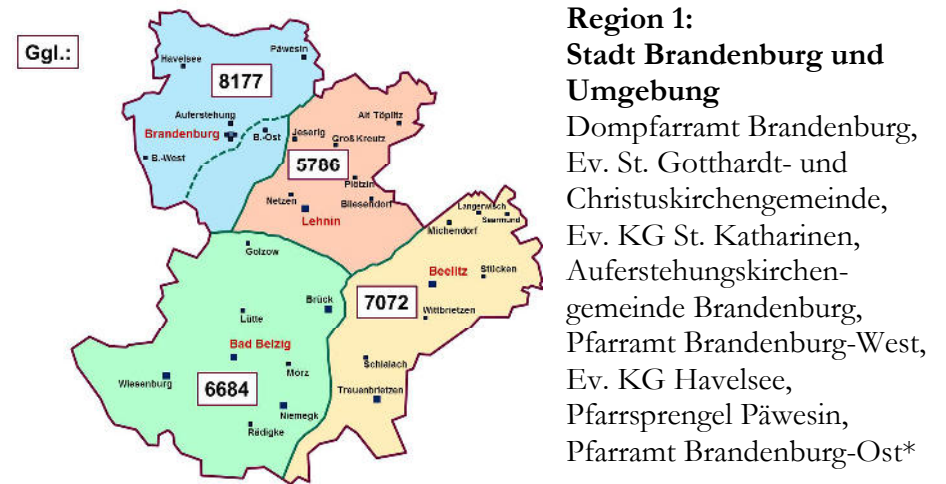 Ggl.:
Päwesin
Havelsee
8177
Auferstehung
Brandenburg
B.-Ost
B.-West
Alt Töplitz
Jeserig
Groß Kreutz
5786
Plötzin
Netzen
Bliesendorf
Lehnin
Langerwisch
Saarmund
Michendorf
Golzow
Beelitz
Stücken
7072
Brück
Wittbrietzen
Lütte
Bad Belzig
Schlalach
Mörz
Wiesenburg
6684
Treuenbrietzen
Niemegk
Rädigke
Region 1:
Stadt Brandenburg und
Umgebung
Dompfarramt Brandenburg,
Ev. St. Gotthardt- und
Christuskirchengemeinde,
Ev. KG St. Katharinen,
Auferstehungskirchen-
gemeinde Brandenburg,
Pfarramt Brandenburg-West,
Ev. KG Havelsee,
Pfarrsprengel Päwesin,
Pfarramt Brandenburg-Ost*